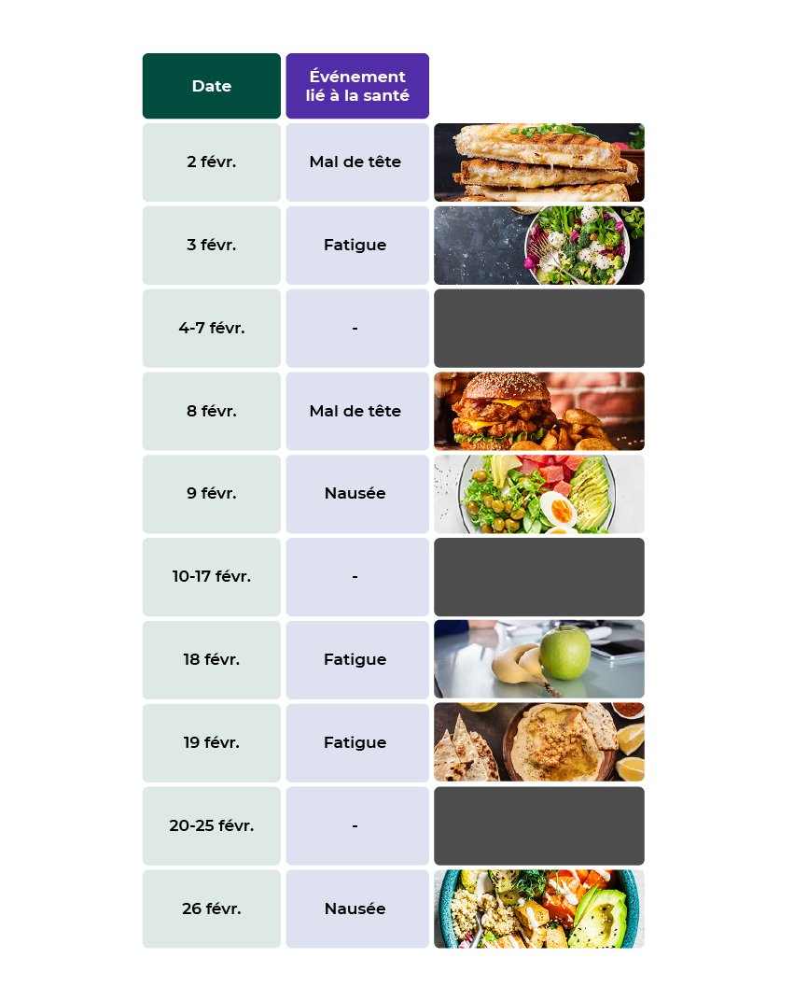 Date
Événement
lié à la santé
2 févr.
Mal de tête
3 févr.
Fatigue
4-7 févr.
-
8 févr.
Mal de tête
9 févr.
Nausée
10-17 févr.
-
18 févr.
Fatigue
19 févr.
Fatigue
20-25 févr.
-
26 févr.
Nausée